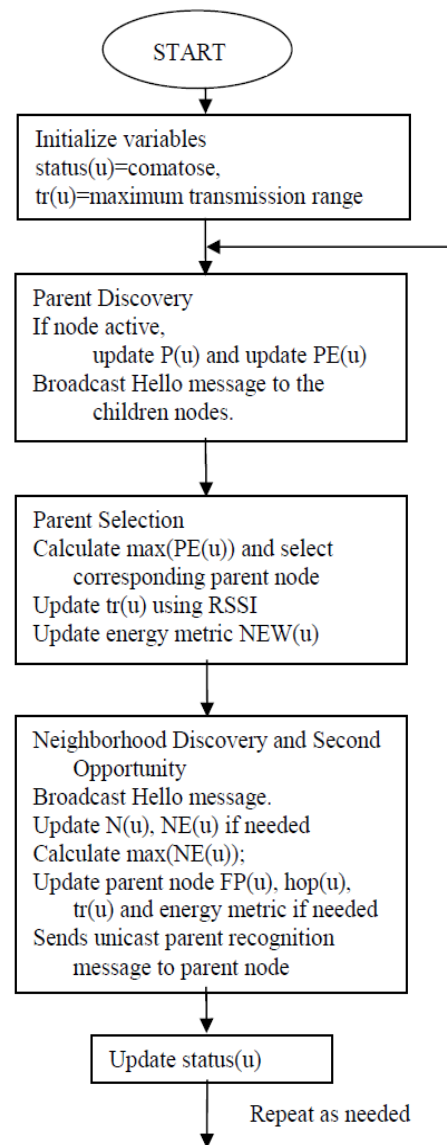 START
Initialize variables
status(u)=comatose,
tr(u)=maximum transmission range
Parent Discovery
If node active,
update P(u) and update PE(u)
Broadcast Hello message to the
children nodes.
Parent Selection
Calculate max(PE(u)) and select
corresponding parent node
Update tr(u) using RSSI
Update energy metric NEW(u)
Neighborhood Discovery and Second
Opportunity
Broadcast Hello message.
Update N(u), NE(u) if needed
Calculate max(NE(u));
Update parent node FP(u), hop(u),
tr(u) and energy metric if needed
Sends unicast parent recognition
message to parent node
Update status(u)
Repeat as needed